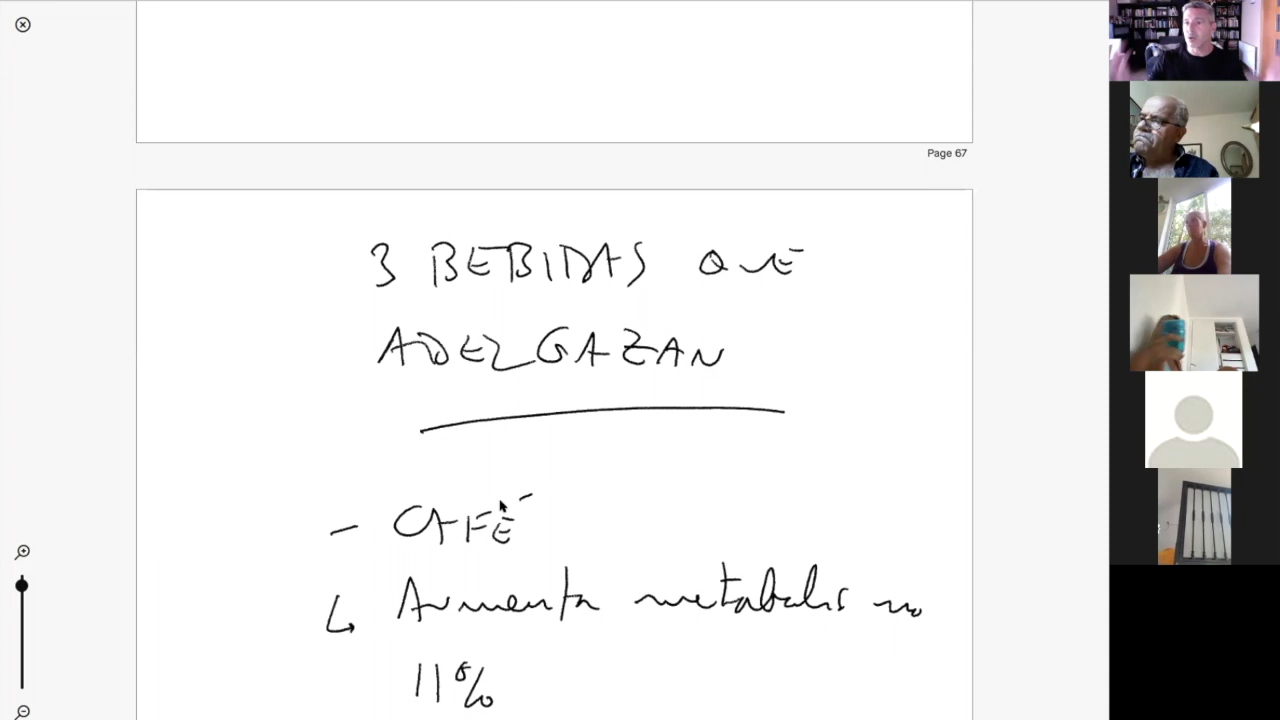 Page 67
3 BEBIDAS QUE
ADELGAZAN
- CAFÉ
↳ Aumenta metabolismo
11%